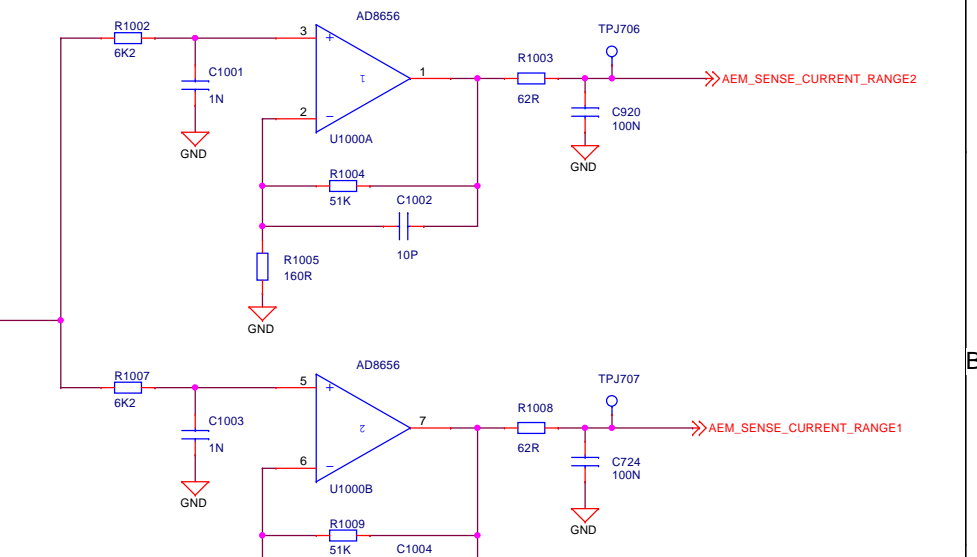 AD8656
R1002
6K2
3
+
TPJ706
C1001
1N
1
1
R1003
62R
AEM_SENSE_CURRENT_RANGE2
2
−
C920
100N
U1000A
GND
GND
R1004
51K
C1002
10P
R1005
160R
GND
B
AD8656
R1007
6K2
5
+
TPJ707
C1003
1N
2
7
R1008
62R
AEM_SENSE_CURRENT_RANGE1
6
−
C724
100N
U1000B
GND
GND
R1009
51K
C1004